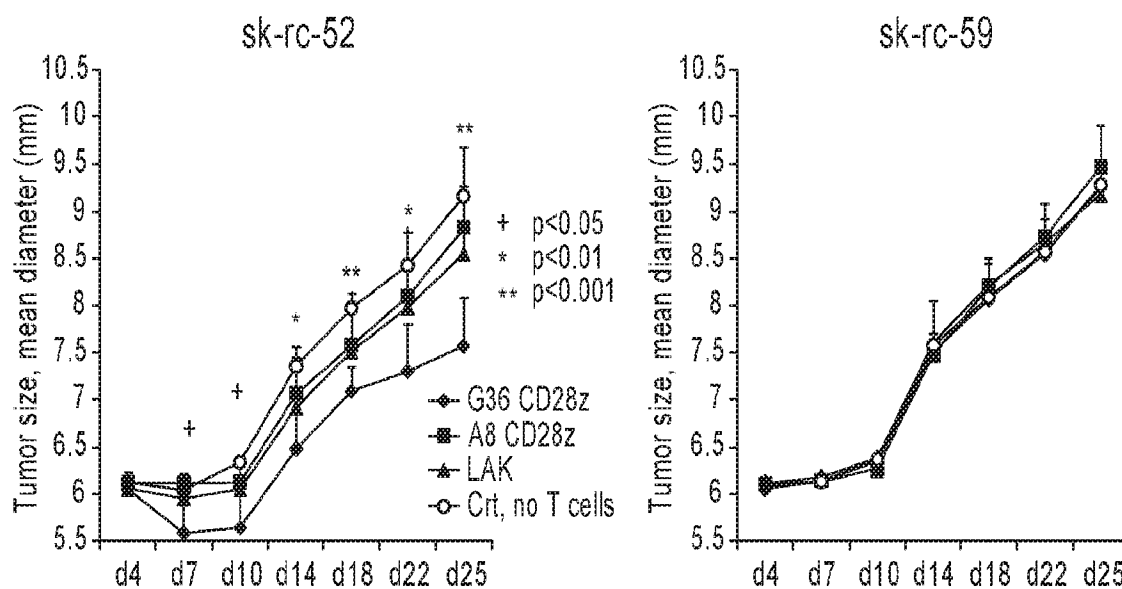 sk-rc-52
Tumor size, mean diameter (mm)
10.5
10
9.5
9
8.5
8
7.5
7
6.5
6
5.5
d4 d7 d10 d14 d18 d22 d25
+ + * ** * **
+ p<0.05
* p<0.01
** p<0.001
G36 CD28z
A8 CD28z
LAK
Crt, no T cells
sk-rc-59
Tumor size, mean diameter (mm)
10.5
10
9.5
9
8.5
8
7.5
7
6.5
6
5.5
d4 d7 d10 d14 d18 d22 d25